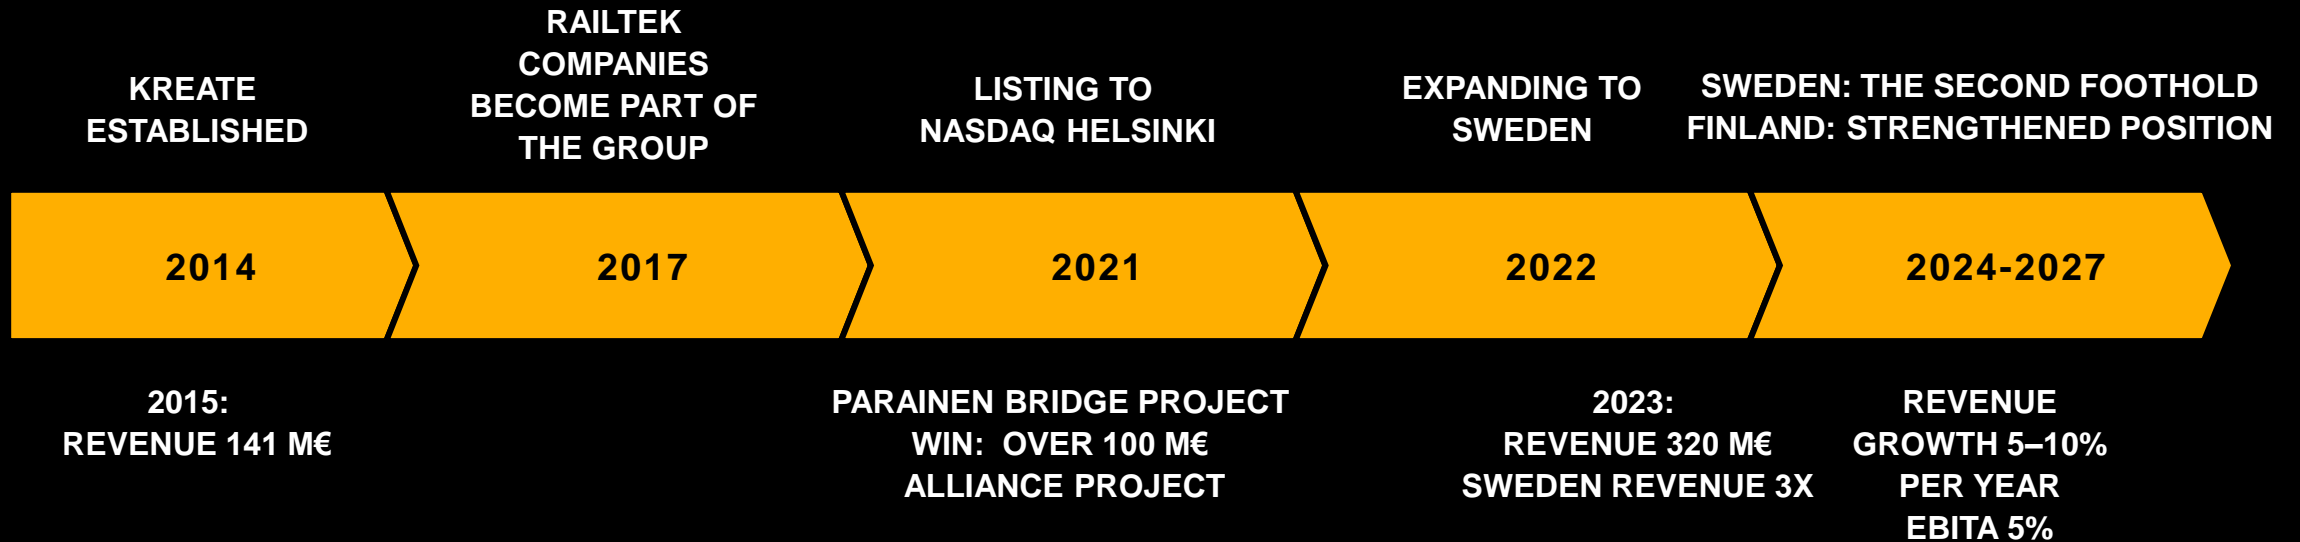 KREATE
ESTABLISHED
RAILTEK
COMPANIES
BECOME PART OF
THE GROUP
LISTING TO
NASDAQ HELSINKI
EXPANDING TO
SWEDEN
SWEDEN: THE SECOND FOOTHOLD
FINLAND: STRENGTHENED POSITION
2014
2017
2021
2022
2024-2027
2015:
REVENUE 141 M€
PARAINEN BRIDGE PROJECT
WIN: OVER 100 M€
ALLIANCE PROJECT
2023:
REVENUE 320 M€
SWEDEN REVENUE 3X
REVENUE
GROWTH 5–10%
PER YEAR
EBITA 5%